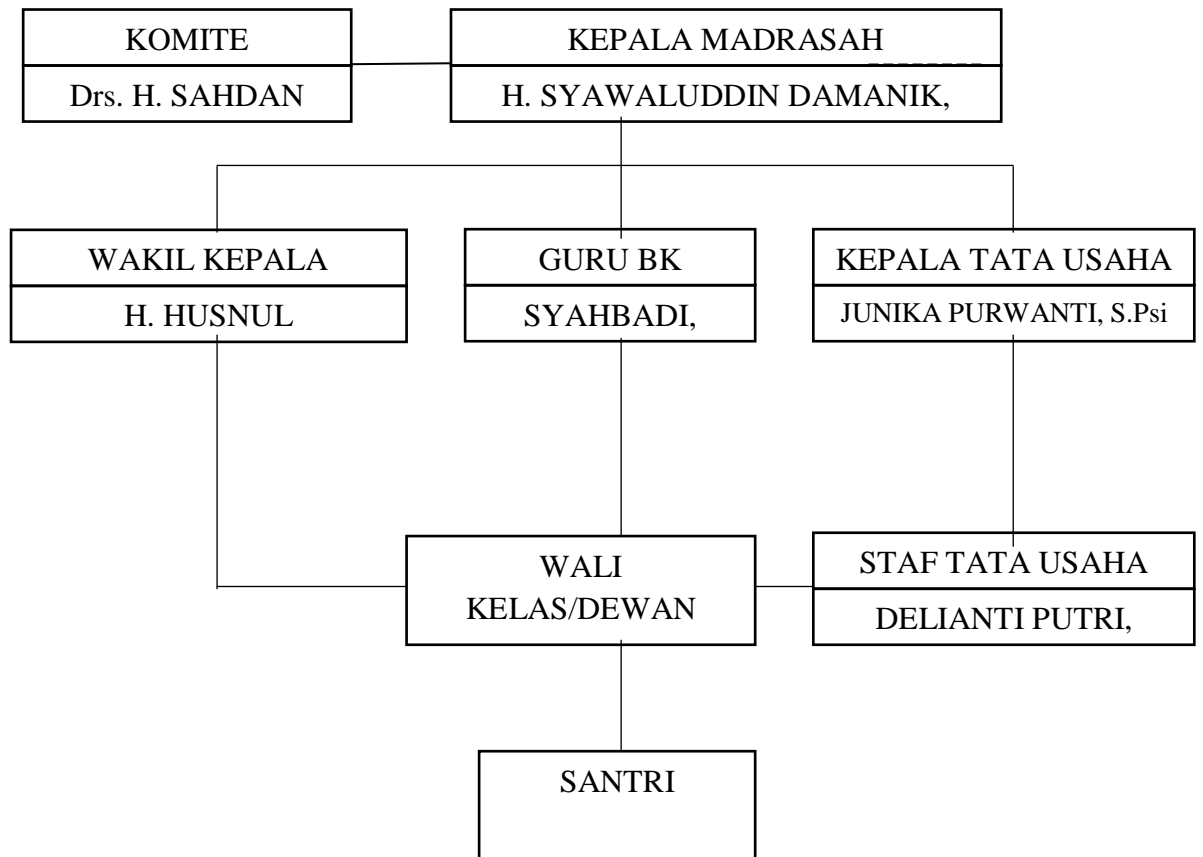 KOMITE
Drs. H. SAHDAN
KEPALA MADRASAH
H. SYAWALUDDIN DAMANIK,
WAKIL KEPALA
H. HUSNUL
GURU BK
SYAHBADI,
KEPALA TATA USAHA
JUNIKA PURWANTI, S.Psi
WALI
KELAS/DEWAN
STAF TATA USAHA
DELIANTI PUTRI,
SANTRI